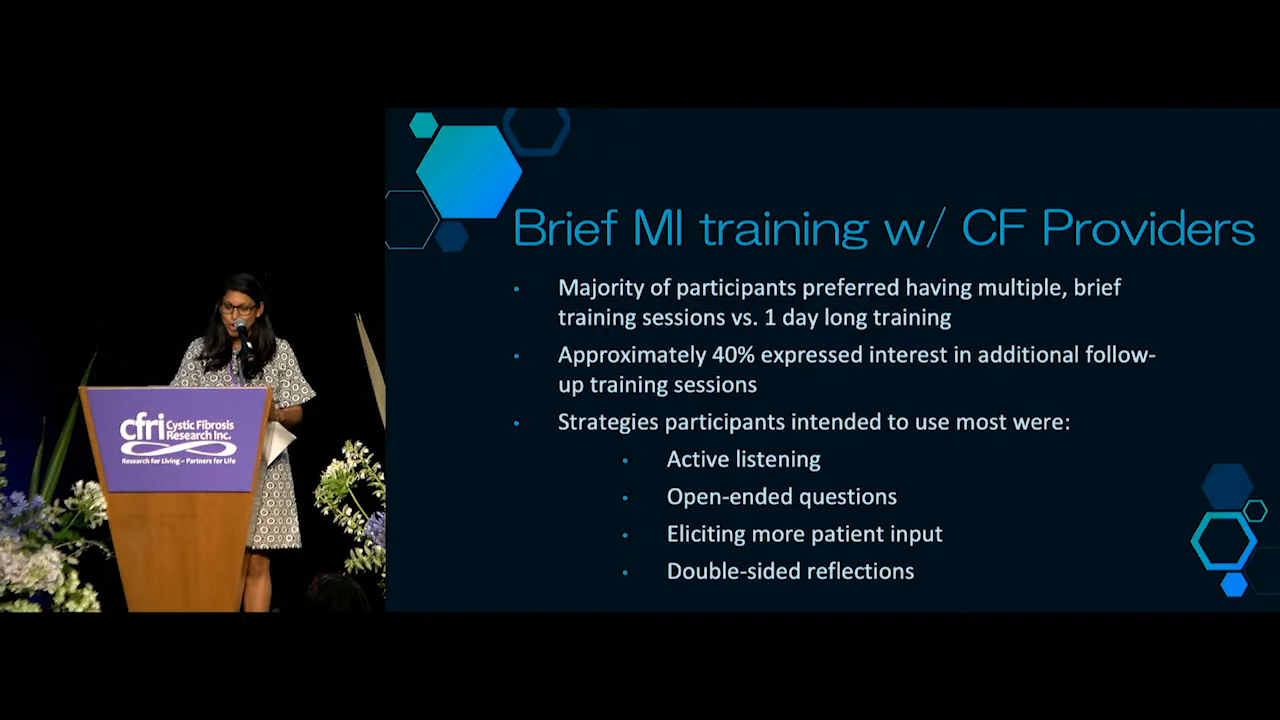 Brief MI training w/ CF Providers
• Majority of participants preferred having multiple, brief
training sessions vs. 1 day long training
• Approximately 40% expressed interest in additional follow-
up training sessions
• Strategies participants intended to use most were:
• Active listening
• Open-ended questions
• Eliciting more patient input
• Double-sided reflections
cfri Cystic Fibrosis
Research Inc.
Research for Living ~ Partners for Life